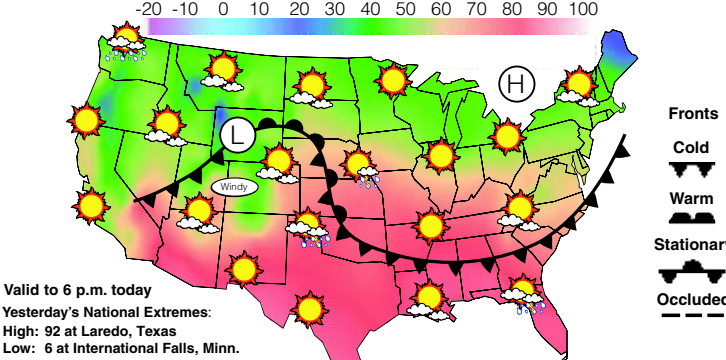 -20 -10 0 10 20 30 40 50 60 70 80 90 100
H
L
Windy
Fronts
Cold
Warm
Stationary
Occluded
Valid to 6 p.m. today
Yesterday's National Extremes:
High: 92 at Laredo, Texas
Low: 6 at International Falls, Minn.